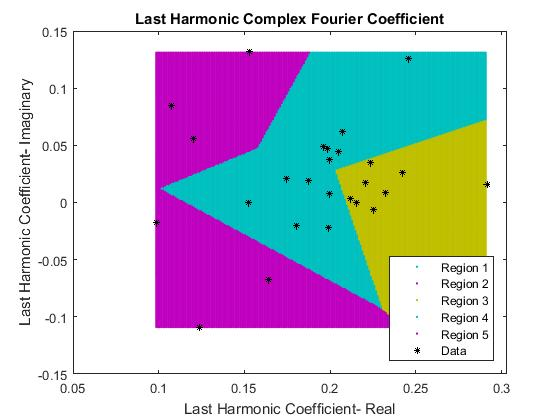 Last Harmonic Complex Fourier Coefficient
Last Harmonic Coefficient- Imaginary
0.15
0.1
0.05
0
-0.05
-0.1
-0.15
0.05
0.1
0.15
0.2
0.25
0.3
Last Harmonic Coefficient- Real
Region 1
Region 2
Region 3
Region 4
Region 5
Data